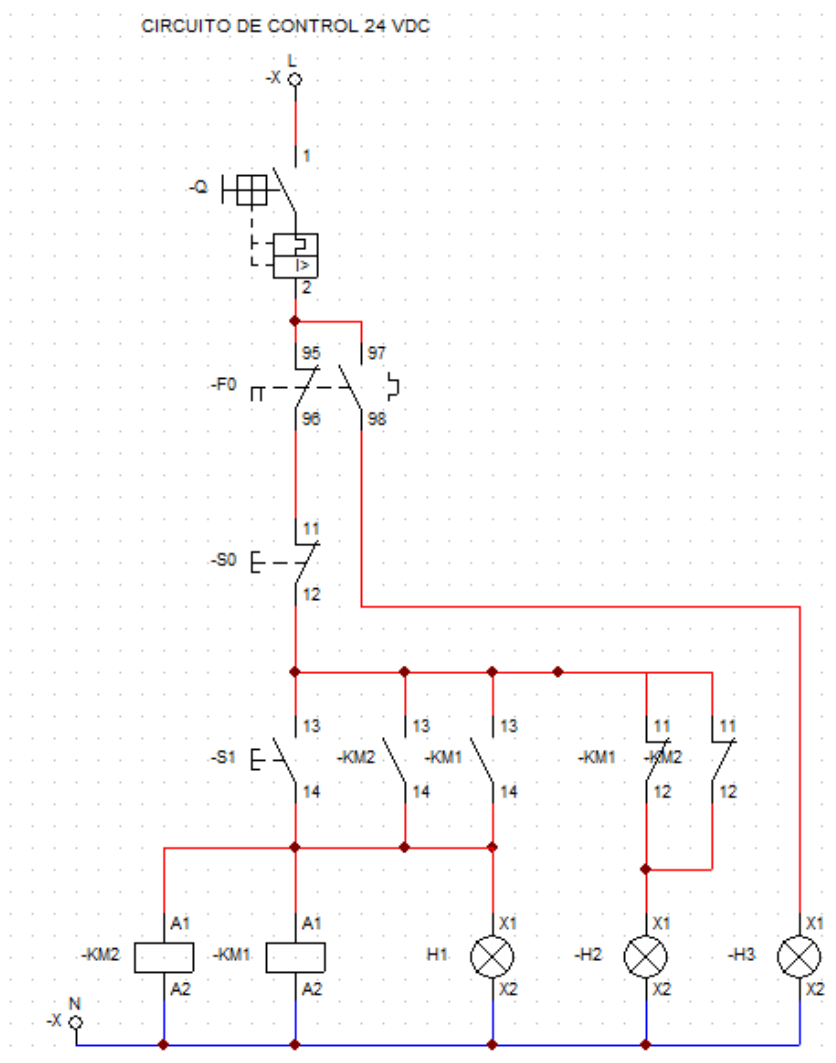 CIRCUITO DE CONTROL 24 VDC
L
-X
1
-Q
I>
2
95 97
-F0
96 98
11
-S0
12
13 13 13 11 11
-S1 -KM2 -KM1 -KM1 -KM2
14 14 14 12 12
A1 A1 X1 X1 X1
-KM2 -KM1 H1 -H2 -H3
A2 A2 X2 X2 X2
N
-X